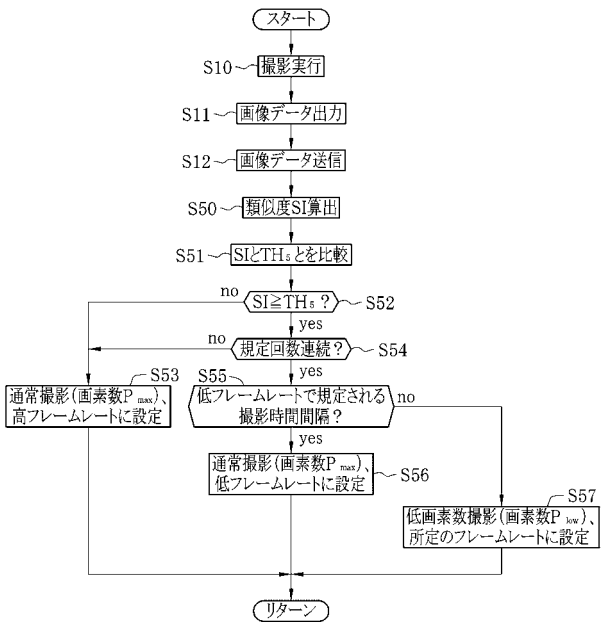 スタート
S10
撮影実行
S11
画像データ出力
S12
画像データ送信
S50
類似度SI算出
S51
SIとTH₅とを比較
no
SI≧TH₅？
S52
yes
no
規定回数連続？
S54
yes
S53
通常撮影(画素数Pmax)、
高フレームレートに設定
S55
低フレームレートで規定される
撮影時間間隔？
no
yes
通常撮影(画素数Pmax)、
低フレームレートに設定
S56
S57
低画素数撮影(画素数Plow)、
所定のフレームレートに設定
リターン